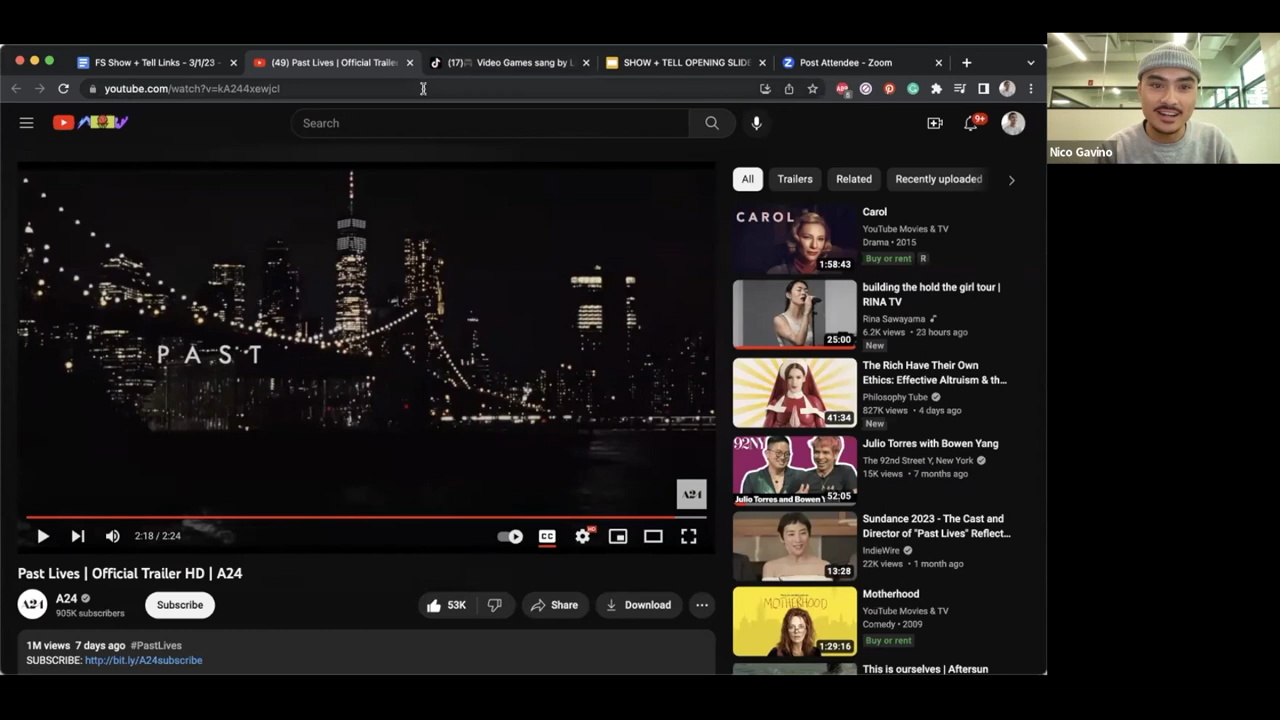 FS Show + Tell Links - 3/1/23 -
(49) Past Lives | Official Traile
(17) Video Games sang by L
SHOW + TELL OPENING SLIDE
Post Attendee - Zoom
youtube.com/watch?v=kA244xewjcI
6
Search
9+
Nico Gavino
All
Trailers
Related
Recently uploaded
PAST
A24
2:18 / 2:24
CC
HD
CAROL
1:58:43
Carol
YouTube Movies & TV
Drama • 2015
Buy or rent R
25:00
building the hold the girl tour |
RINA TV
Rina Sawayama
6.2K views • 23 hours ago
New
41:34
The Rich Have Their Own
Ethics: Effective Altruism & th...
Philosophy Tube
827K views • 4 days ago
New
92NY
Julio Torres and Bowen Y
52:05
Julio Torres with Bowen Yang
The 92nd Street Y, New York
15K views • 7 months ago
13:28
Sundance 2023 - The Cast and
Director of "Past Lives" Reflect...
IndieWire
22K views • 1 month ago
MOTHERHOOD
1:29:16
Motherhood
YouTube Movies & TV
Comedy • 2009
Buy or rent
This is ourselves | Aftersun
Past Lives | Official Trailer HD | A24
A24
A24
905K subscribers
Subscribe
53K
Share
Download
1M views 7 days ago #PastLives
SUBSCRIBE: http://bit.ly/A24subscribe